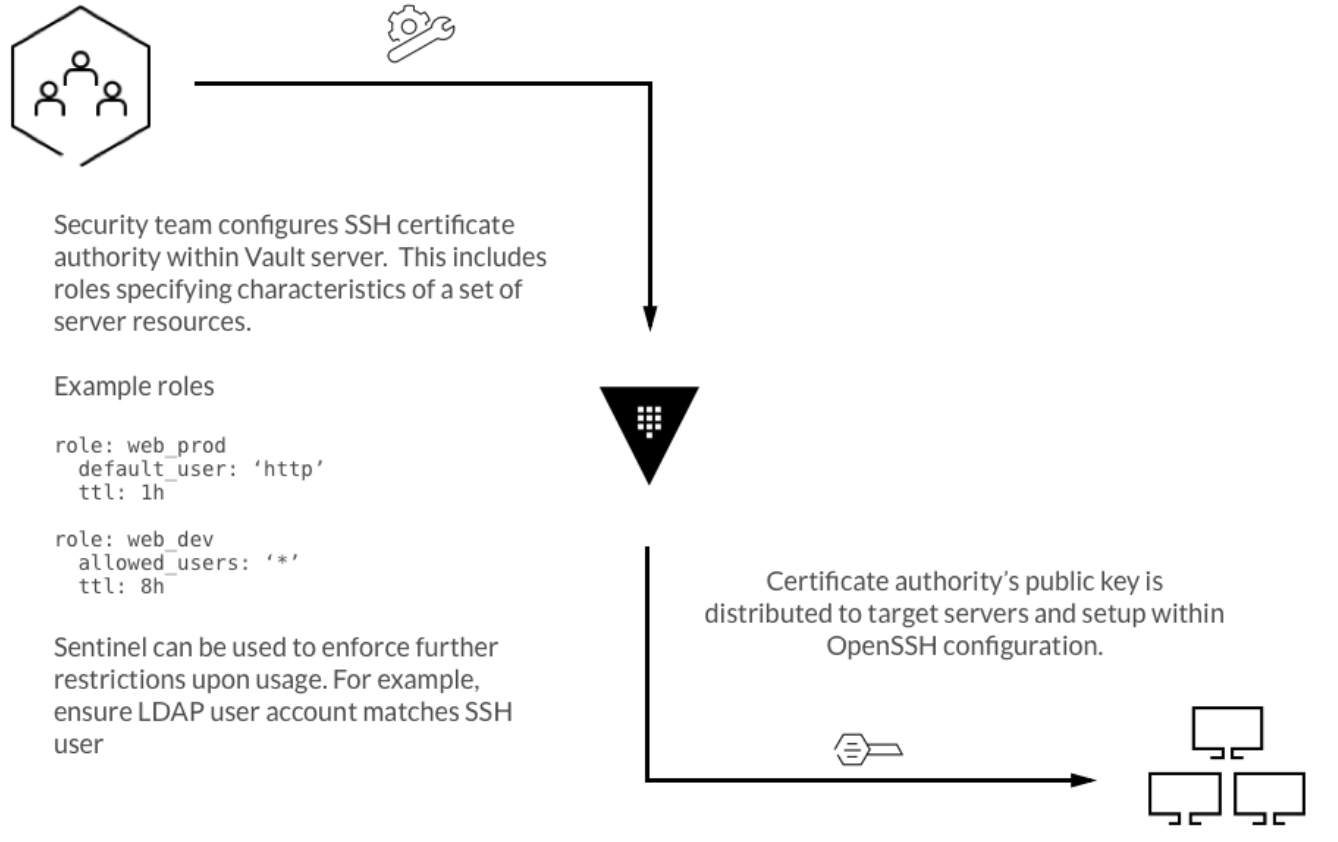 Security team configures SSH certificate
authority within Vault server.  This includes
roles specifying characteristics of a set of
server resources.
Example roles
role: web_prod
  default_user: ‘http’
  ttl: 1h
role: web_dev
  allowed_users: ‘*’
  ttl: 8h
Sentinel can be used to enforce further
restrictions upon usage. For example,
ensure LDAP user account matches SSH
user
Certificate authority’s public key is
distributed to target servers and setup within
OpenSSH configuration.